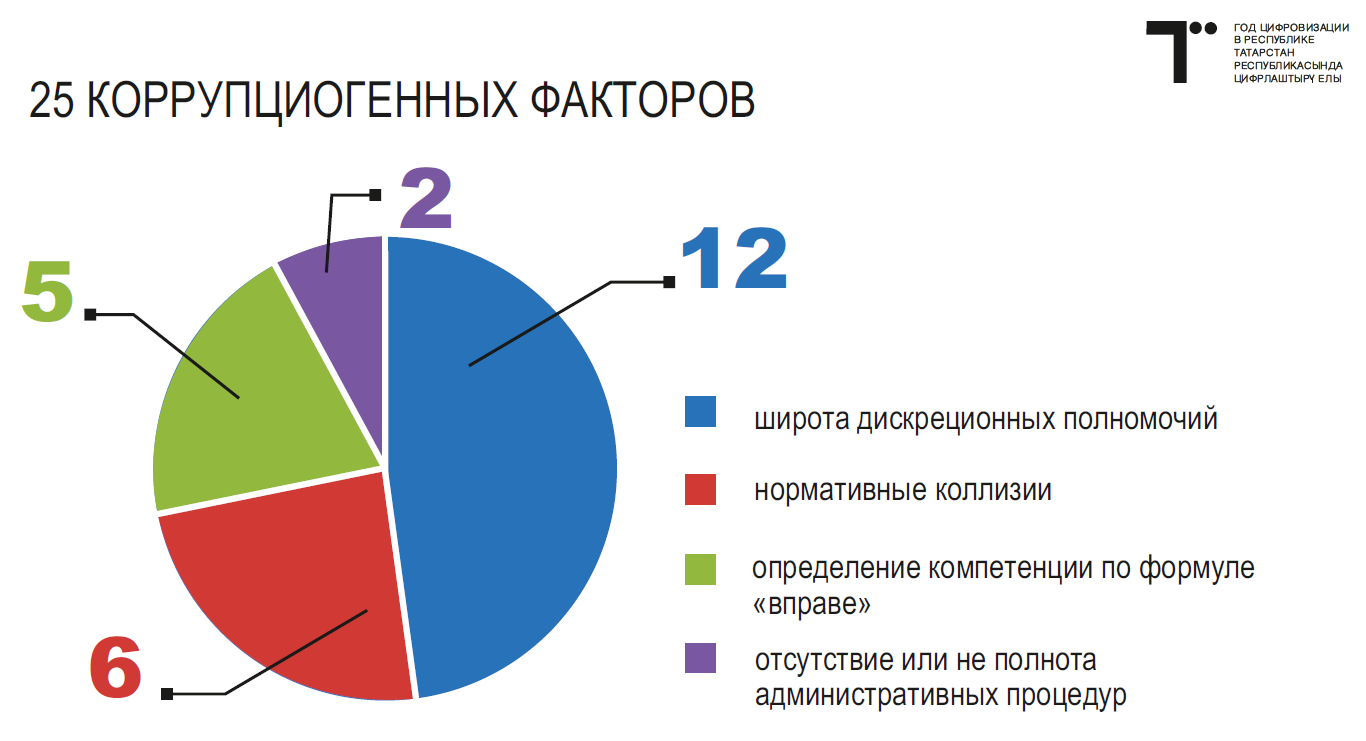 ГОД ЦИФРОВИЗАЦИИ
В РЕСПУБЛИКЕ
ТАТАРСТАН
РЕСПУБЛИКАСЫНДА
ЦИФРЛАШТЫРҮ ЕЛЫ
25 КОРРУПЦИОГЕННЫХ ФАКТОРОВ
2
12
5
6
широта дискреционных полномочий
нормативные коллизии
определение компетенции по формуле
«вправе»
отсутствие или не полнота
административных процедур